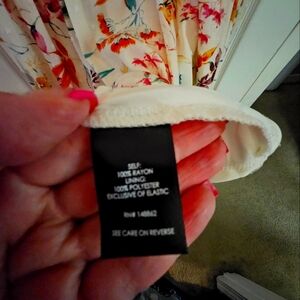 SELF:
100% RAYON
LINING:
100% POLYESTER
EXCLUSIVE OF ELASTIC
RN# 148862
SEE CARE ON REVERSE